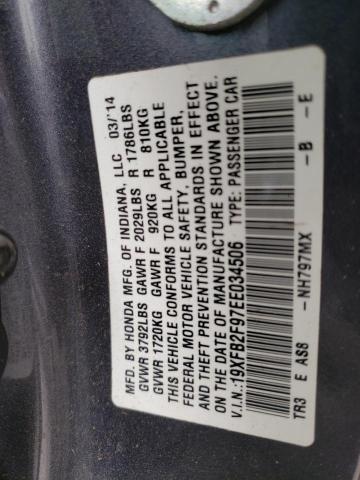 MFD. BY HONDA MFG. OF INDIANA, LLC 03/'14
GVWR 3792LBS GAWR F 2029LBS R 1786LBS
GVWR 1720KG GAWR F 920KG R 810KG
THIS VEHICLE CONFORMS TO ALL APPLICABLE
FEDERAL MOTOR VEHICLE SAFETY, BUMPER,
AND THEFT PREVENTION STANDARDS IN EFFECT
ON THE DATE OF MANUFACTURE SHOWN ABOVE.
V.I.N.:19XFB2F97EE034506 TYPE: PASSENGER CAR
TR3 E AS8 -NH797MX -B -E